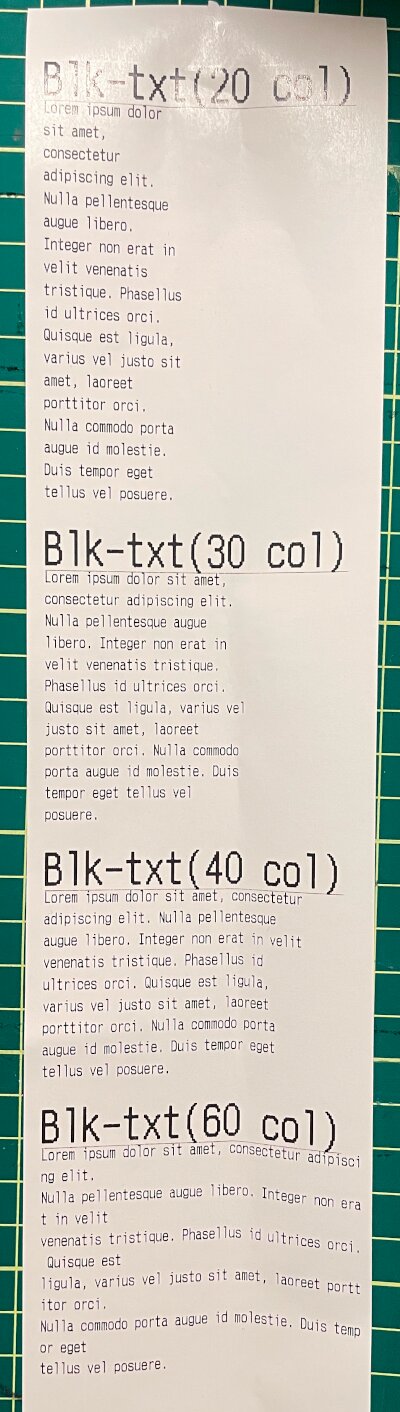 Blk-txt(20 col)
Lorem ipsum dolor
sit amet,
consectetur
adipiscing elit.
Nulla pellentesque
augue libero.
Integer non erat in
velit venenatis
tristique. Phasellus
id ultrices orci.
Quisque est ligula,
varius vel justo sit
amet, laoreet
porttitor orci.
Nulla commodo porta
augue id molestie.
Duis tempor eget
tellus vel posuere.
Blk-txt(30 col)
Lorem ipsum dolor sit amet,
consectetur adipiscing elit.
Nulla pellentesque augue
libero. Integer non erat in
velit venenatis tristique.
Phasellus id ultrices orci.
Quisque est ligula, varius vel
justo sit amet, laoreet
porttitor orci. Nulla commodo
porta augue id molestie. Duis
tempor eget tellus vel
posuere.
Blk-txt(40 col)
Lorem ipsum dolor sit amet, consectetur
adipiscing elit. Nulla pellentesque
augue libero. Integer non erat in velit
venenatis tristique. Phasellus id
ultrices orci. Quisque est ligula,
varius vel justo sit amet, laoreet
porttitor orci. Nulla commodo porta
augue id molestie. Duis tempor eget
tellus vel posuere.
Blk-txt(60 col)
Lorem ipsum dolor sit amet, consectetur adipisci
ng elit.
Nulla pellentesque augue libero. Integer non era
t in velit
venenatis tristique. Phasellus id ultrices orci.
 Quisque est
ligula, varius vel justo sit amet, laoreet portt
itor orci.
Nulla commodo porta augue id molestie. Duis temp
or eget
tellus vel posuere.